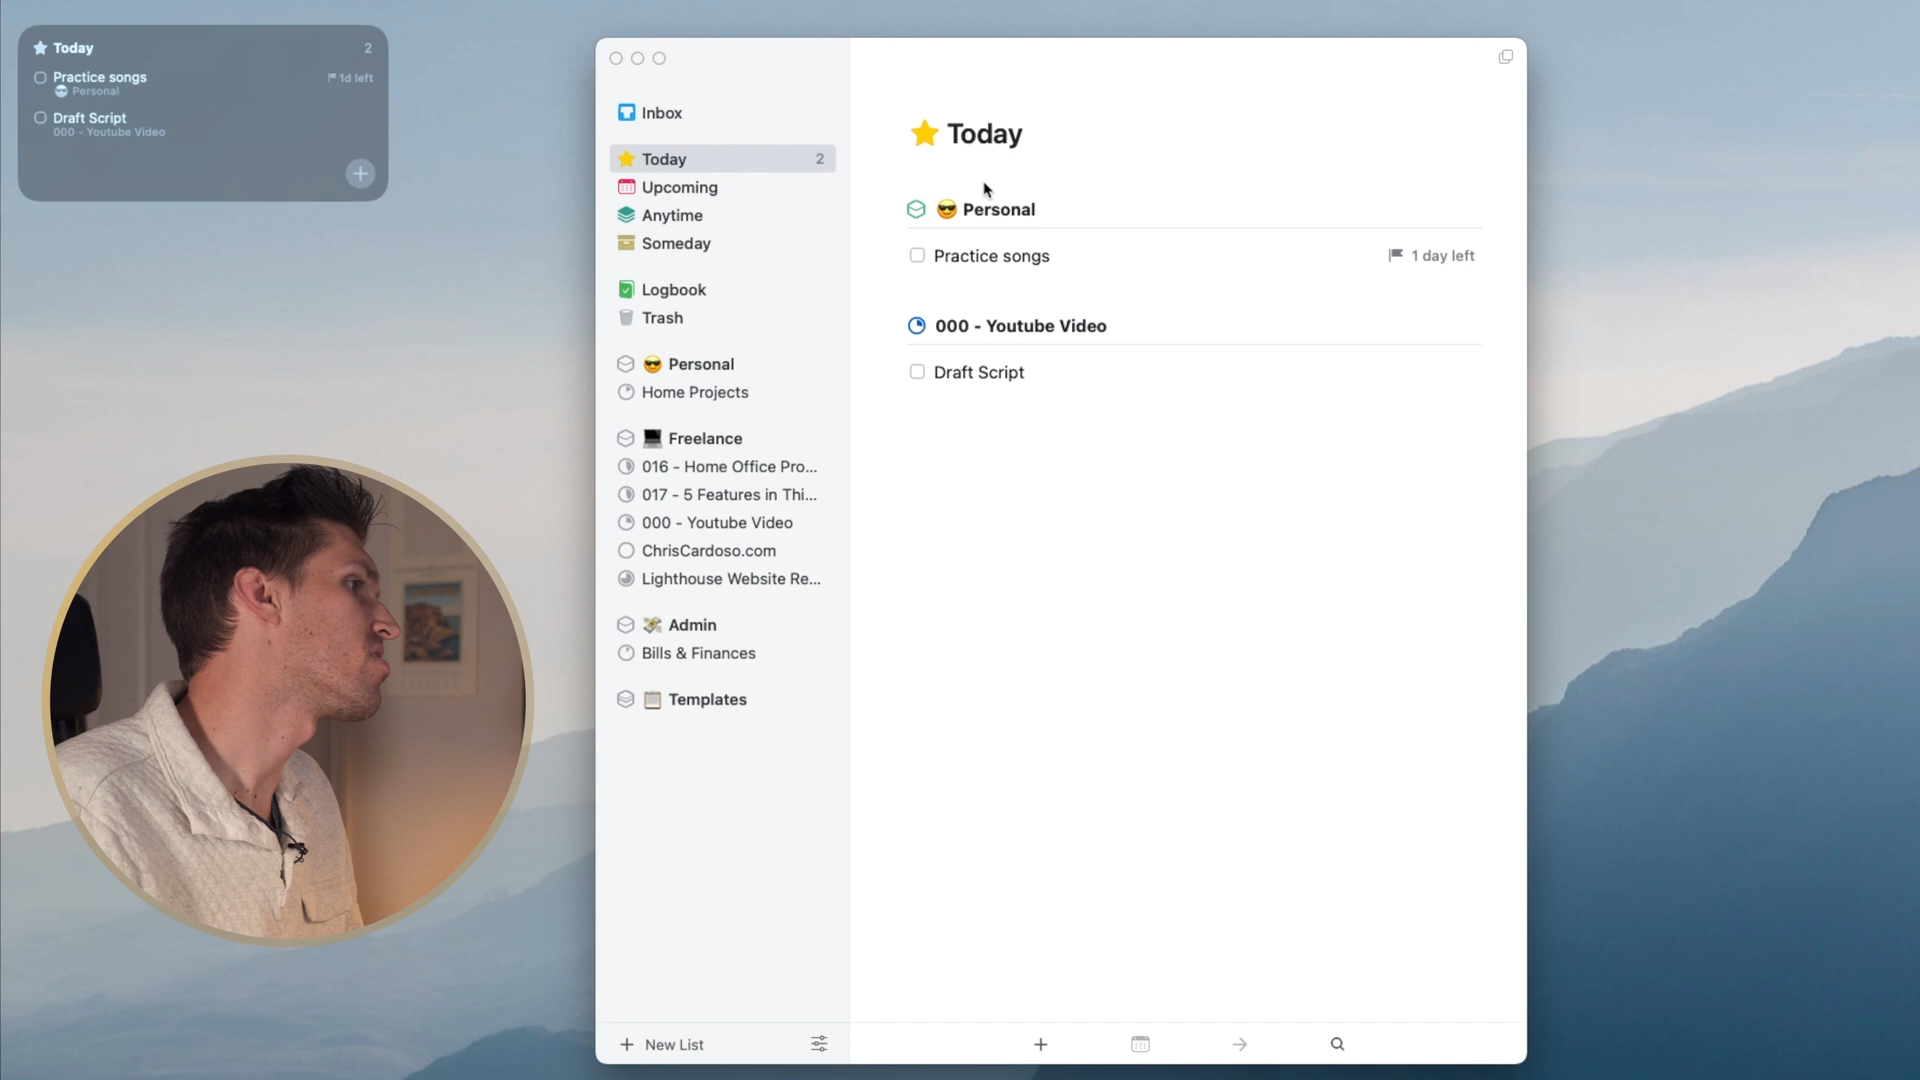 Today 2
Practice songs 1d left
Personal
Draft Script
000 - Youtube Video
Inbox
Today 2
Upcoming
Anytime
Someday
Logbook
Trash
😎 Personal
Home Projects
💻 Freelance
016 - Home Office Pro...
017 - 5 Features in Thi...
000 - Youtube Video
ChrisCardoso.com
Lighthouse Website Re...
💸 Admin
Bills & Finances
📋 Templates
New List
Today
😎 Personal
Practice songs 1 day left
000 - Youtube Video
Draft Script